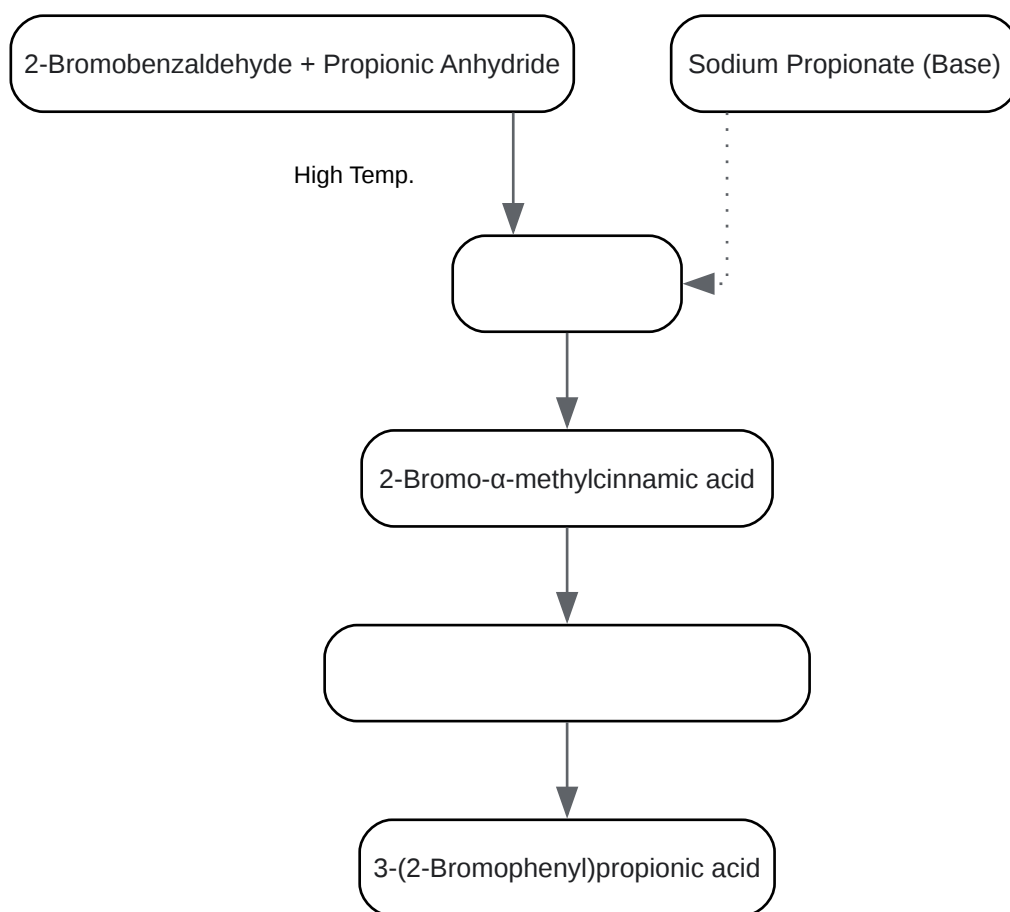 2-Bromobenzaldehyde + Propionic Anhydride
Sodium Propionate (Base)
High Temp.
2-Bromo-α-methylcinnamic acid
3-(2-Bromophenyl)propionic acid